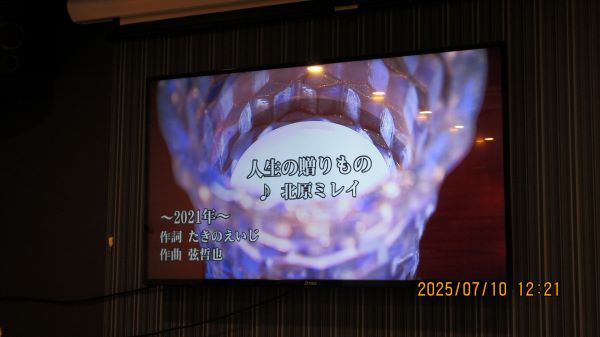 人生の贈りもの
♪ 北原ミレイ
～2021年～
作詞 たきのえいじ
作曲 弦哲也
2025/07/10 12:21